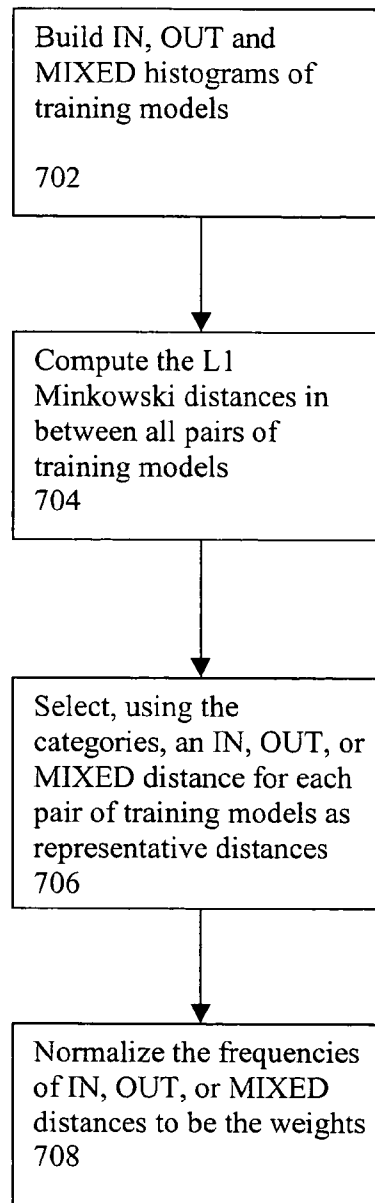 Build IN, OUT and
MIXED histograms of
training models
702
Compute the L1
Minkowski distances in
between all pairs of
training models
704
Select, using the
categories, an IN, OUT, or
MIXED distance for each
pair of training models as
representative distances
706
Normalize the frequencies
of IN, OUT, or MIXED
distances to be the weights
708